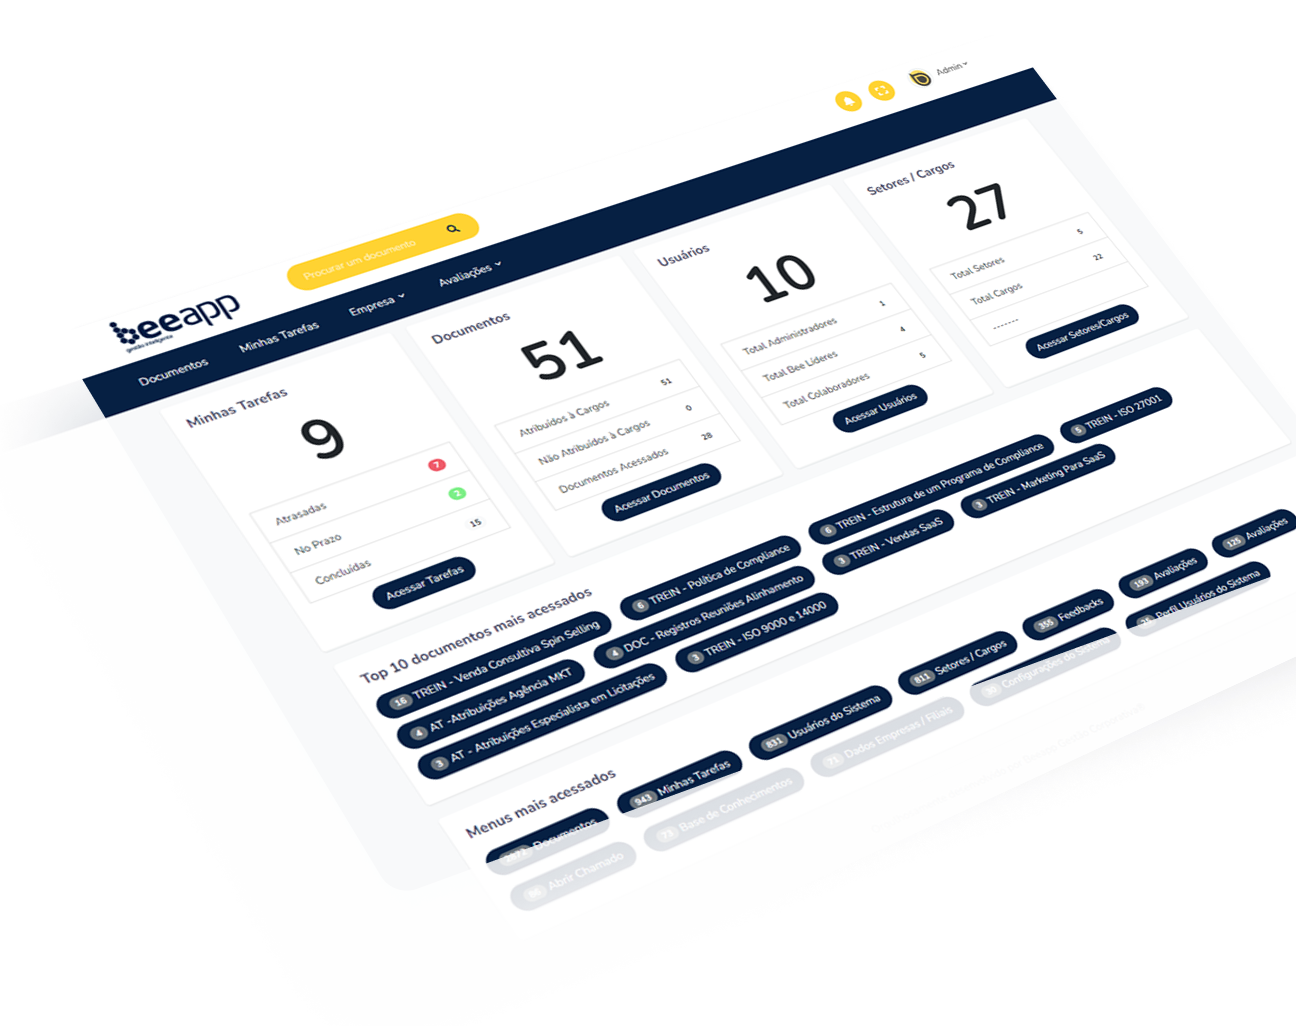 Admin
Procurar um documento
beeapp
gestão inteligente
Documentos
Minhas Tarefas
Empresa
Avaliações
Minhas Tarefas
9
Atrasadas 7
No Prazo 2
Concluídas 15
Acessar Tarefas
Documentos
51
Atribuidos à Cargos 51
Não Atribuidos à Cargos 0
Documentos Acessados 28
Acessar Documentos
Usuários
10
Total Administradores 1
Total Bee Líderes 4
Total Colaboradores 5
Acessar Usuários
Setores / Cargos
27
Total Setores 5
Total Cargos 22
-------
Acessar Setores/Cargos
Top 10 documentos mais acessados
16 TREIN - Venda Consultiva Spin Selling
6 TREIN - Política de Compliance
6 TREIN - Estrutura de um Programa de Compliance
5 TREIN - ISO 27001
4 AT -Atribuições Agência MKT
4 DOC - Registros Reuniões Alinhamento
3 TREIN - Vendas SaaS
3 TREIN - Marketing Para SaaS
3 AT - Atribuições Especialista em Licitações
3 TREIN - ISO 9000 e 14000
Menus mais acessados
Documentos
943 Minhas Tarefas
831 Usuários do Sistema
811 Setores / Cargos
355 Feedbacks
193 Avaliações
125 Avaliações
Abrir Chamado
73 Base de Conhecimentos
71 Dados Empresas / Filiais
Configurações do Sistema
Perfil Usuários do Sistema